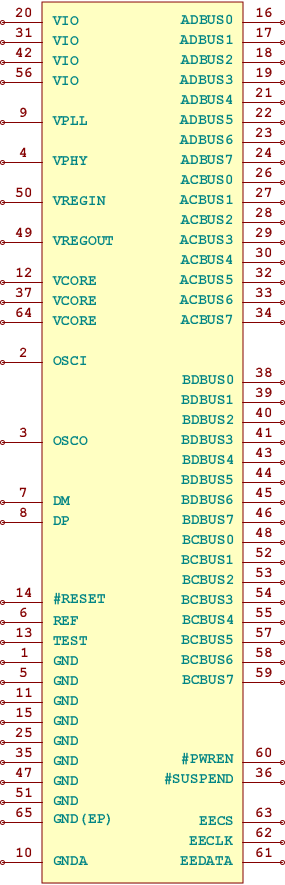 20 VIO ADBUS0 16
31 VIO ADBUS1 17
42 VIO ADBUS2 18
56 VIO ADBUS3 19
ADBUS4 21
9 VPLL ADBUS5 22
ADBUS6 23
4 VPHY ADBUS7 24
ACBUS0 26
50 VREGIN ACBUS1 27
ACBUS2 28
49 VREGOUT ACBUS3 29
ACBUS4 30
12 VCORE ACBUS5 32
37 VCORE ACBUS6 33
64 VCORE ACBUS7 34
2 OSCI
BDBUS0 38
BDBUS1 39
BDBUS2 40
3 OSCO BDBUS3 41
BDBUS4 43
BDBUS5 44
7 DM BDBUS6 45
8 DP BDBUS7 46
BCBUS0 48
BCBUS1 52
BCBUS2 53
14 #RESET BCBUS3 54
6 REF BCBUS4 55
13 TEST BCBUS5 57
1 GND BCBUS6 58
5 GND BCBUS7 59
11 GND
15 GND
25 GND
35 GND #PWREN 60
47 GND #SUSPEND 36
51 GND
65 GND(EP) EECS 63
EECLK 62
10 GNDA EEDATA 61